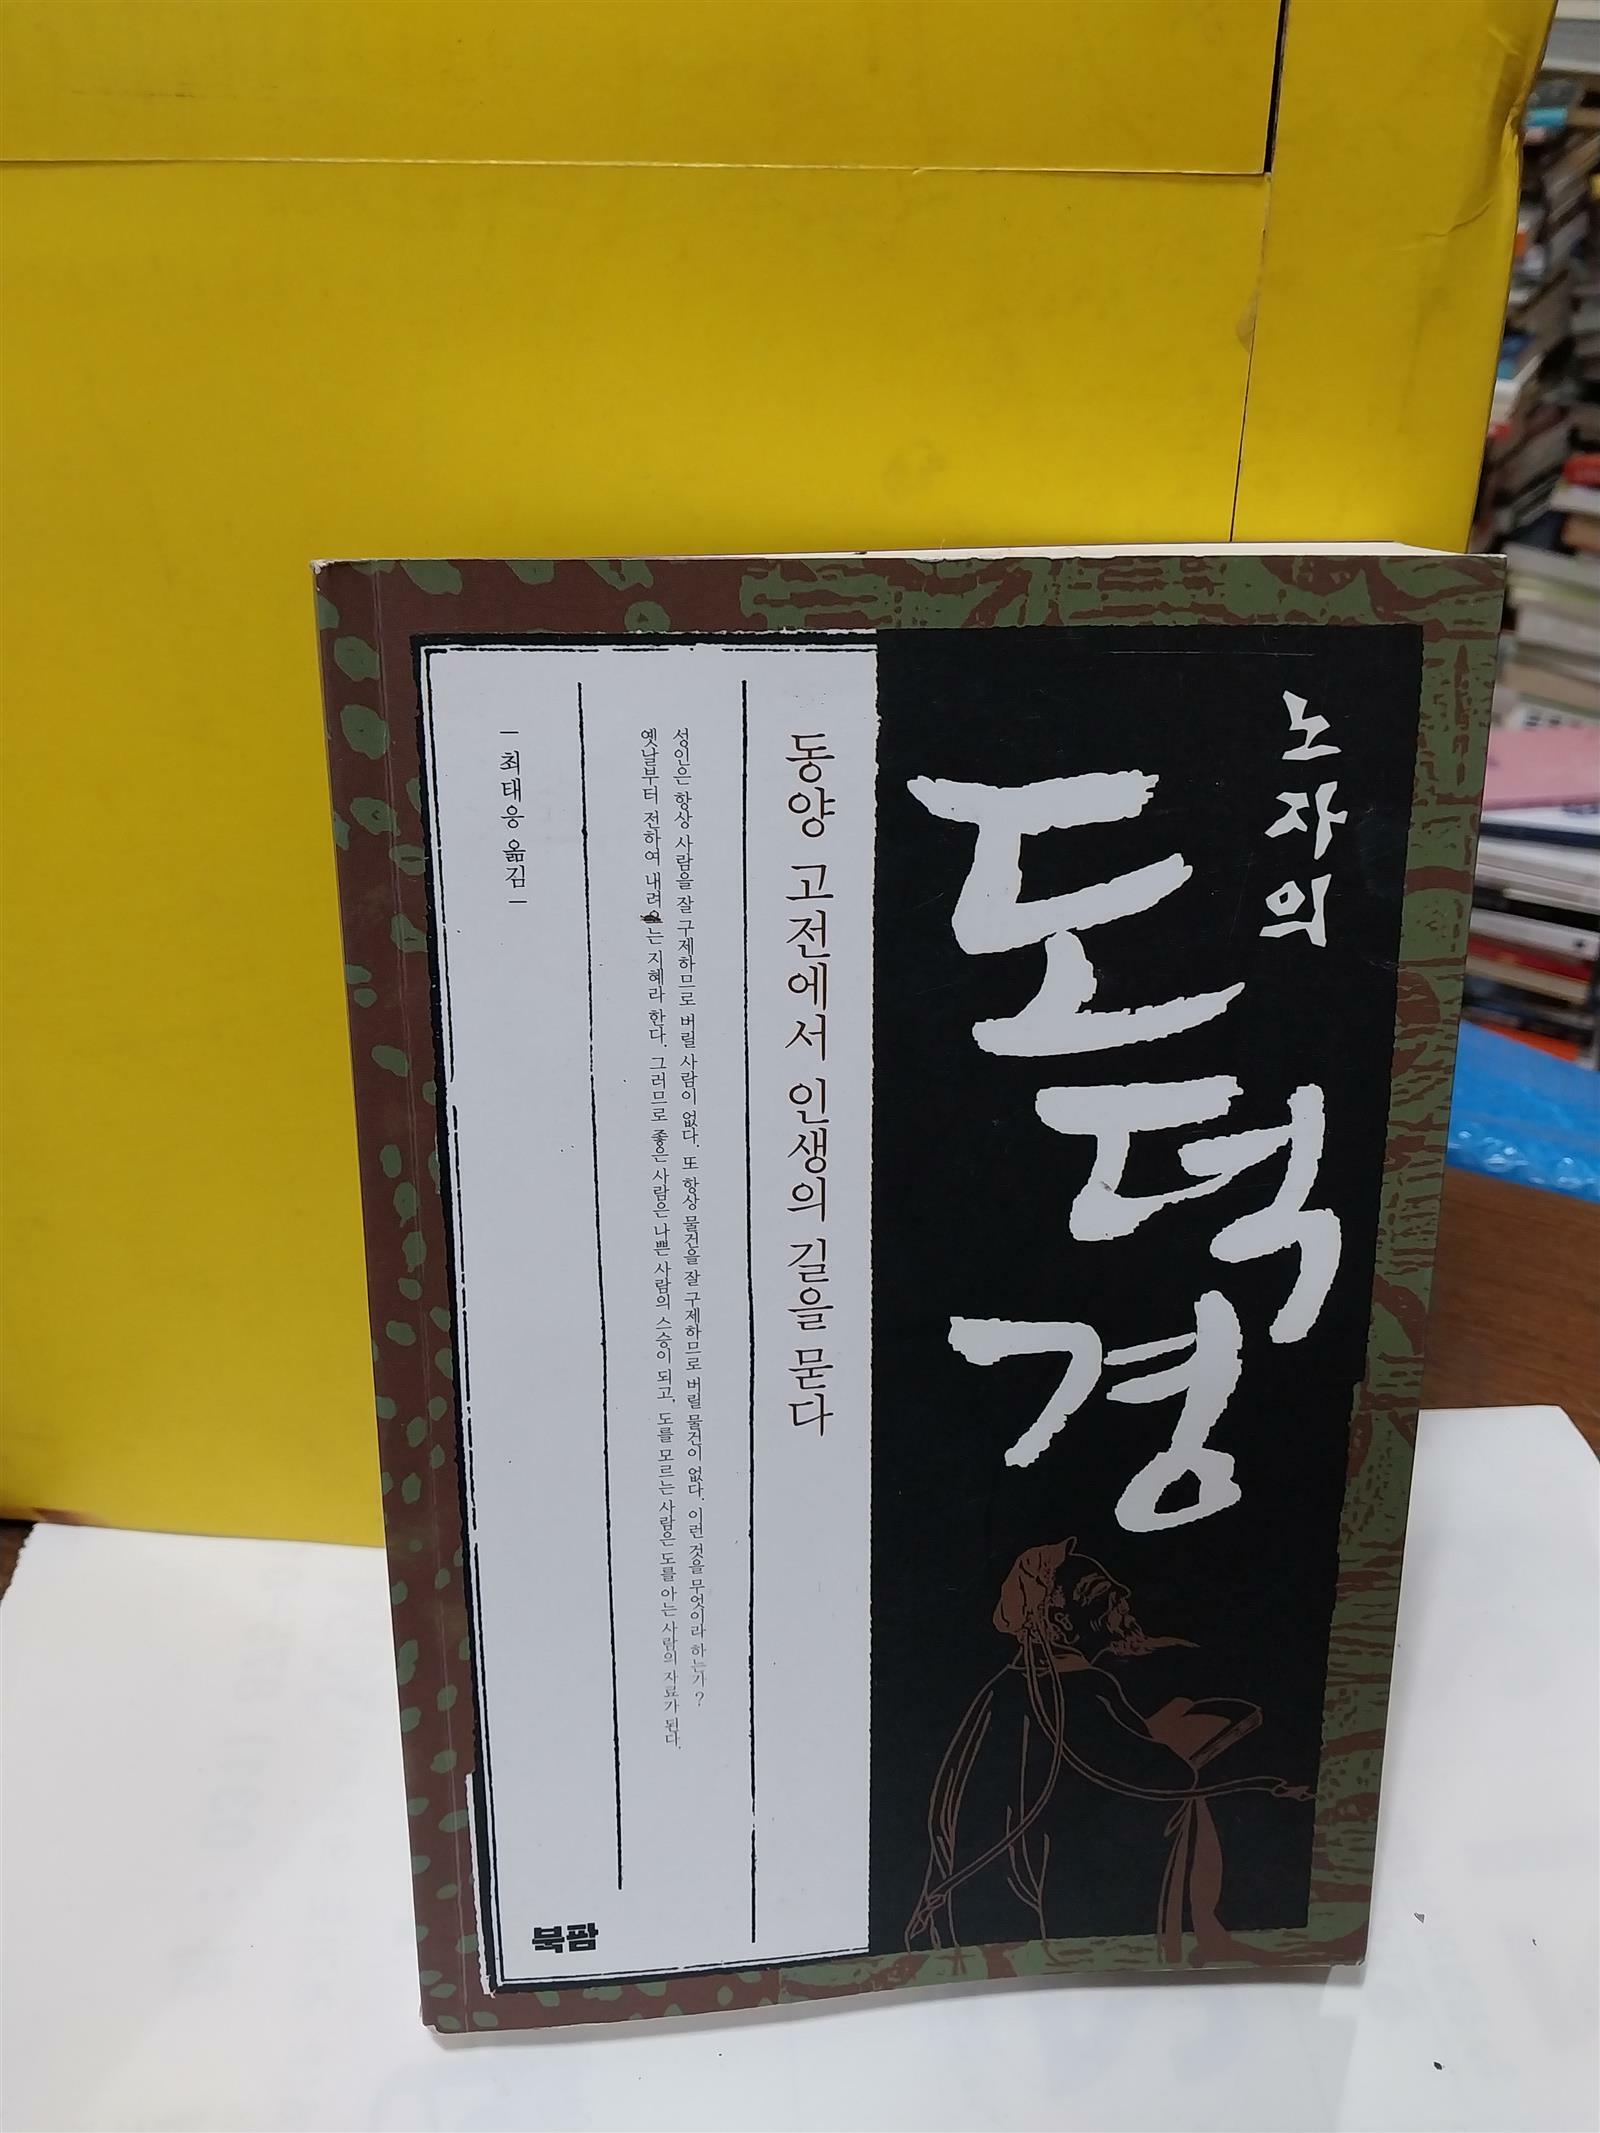 노자의
도덕경
동양 고전에서 인생의 길을 묻다
성인은 항상 사람을 잘 구제하므로 버릴 사람이 없다. 또 항상 물건을 잘 구제하므로 버릴 물건이 없다. 이런 것을 무엇이라 하는가?
옛날부터 전하여 내려오는 지혜라 한다. 그러므로 좋은 사람은 나쁜 사람의 스승이 되고, 도를 모르는 사람은 도를 아는 사람의 자료가 된다.
- 최태응 옮김 -
북팜